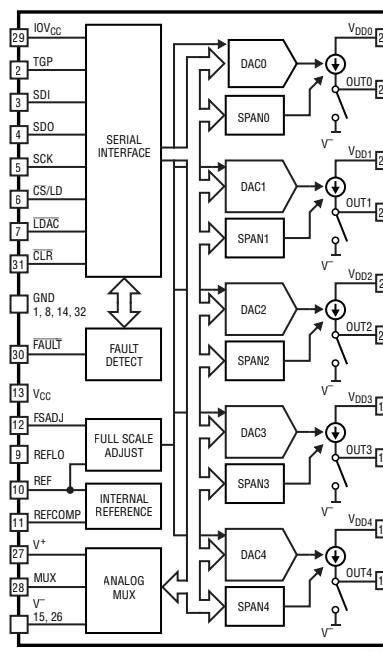 29 IOVCC
2 TGP
3 SDI
4 SDO
5 SCK
6 CS/LD
7 LDAC
31 CLR
GND
1, 8, 14, 32
30 FAULT
13 VCC
12 FSADJ
9 REFLO
10 REF
11 REFCOMP
27 V+
28 MUX
V–
15, 26
SERIAL
INTERFACE
FAULT
DETECT
FULL SCALE
ADJUST
INTERNAL
REFERENCE
ANALOG
MUX
DAC0
SPAN0
VDD0
OUT0
V–
DAC1
SPAN1
VDD1
OUT1
V–
DAC2
SPAN2
VDD2
OUT2
V–
DAC3
SPAN3
VDD3
OUT3
V–
DAC4
SPAN4
VDD4
OUT4
V–